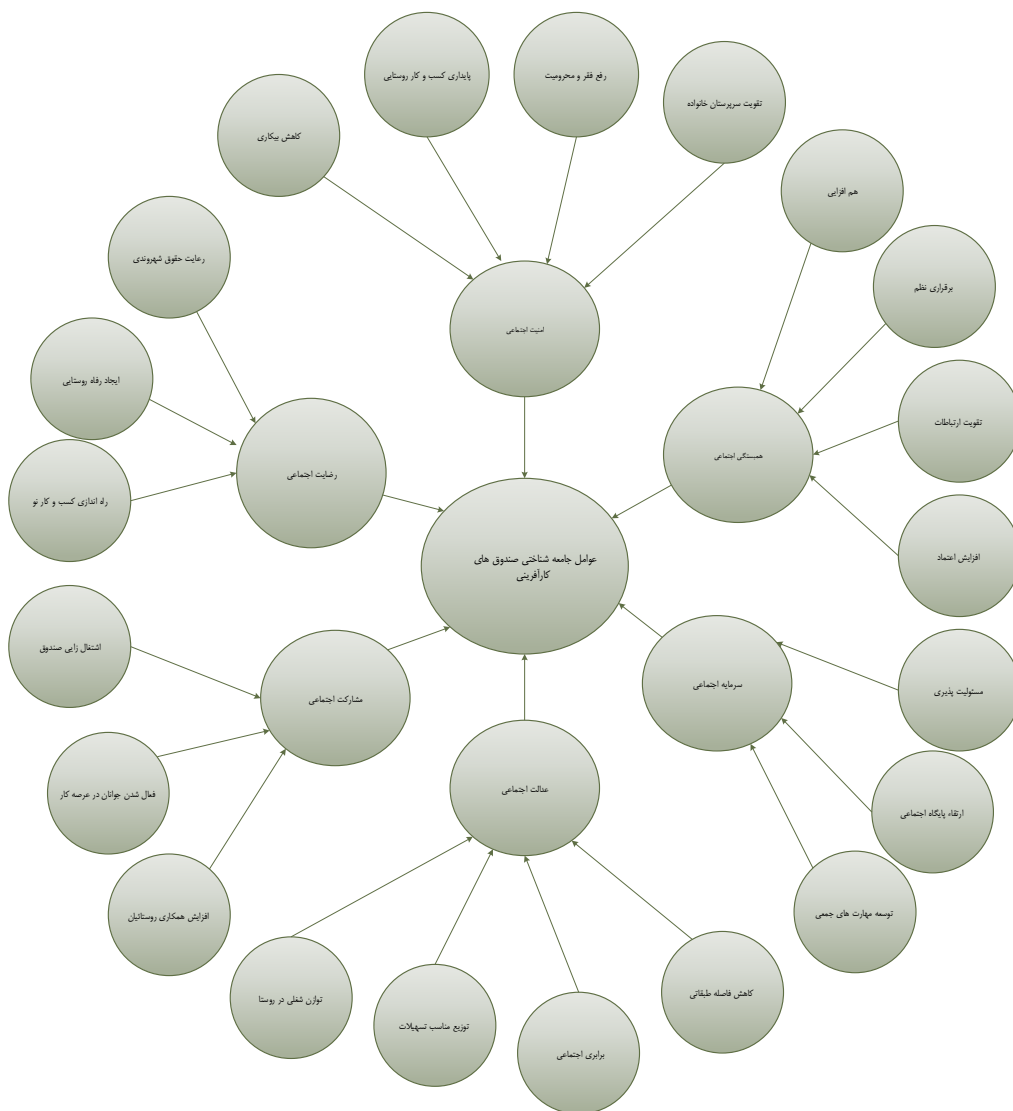 تقویت سرپرستان خانواده
رفع فقر و محرومیت
پایداری کسب و کار روستایی
کاهش بیکاری
هم افزایی
برقراری نظم
تقویت ارتباطات
افزایش اعتماد
رعایت حقوق شهروندی
ایجاد رفاه روستایی
راه اندازی کسب و کار نو
امنیت اجتماعی
همبستگی اجتماعی
رضایت اجتماعی
عوامل جامعه شناختی صندوق های
کارآفرینی
سرمایه اجتماعی
مشارکت اجتماعی
عدالت اجتماعی
مسئولیت پذیری
ارتقاء پایگاه اجتماعی
توسعه مهارت های جمعی
اشتغال زایی صندوق
فعال شدن جوانان در عرصه کار
افزایش همکاری روستائیان
کاهش فاصله طبقاتی
برابری اجتماعی
توزیع مناسب تسهیلات
توازن شغلی در روستا